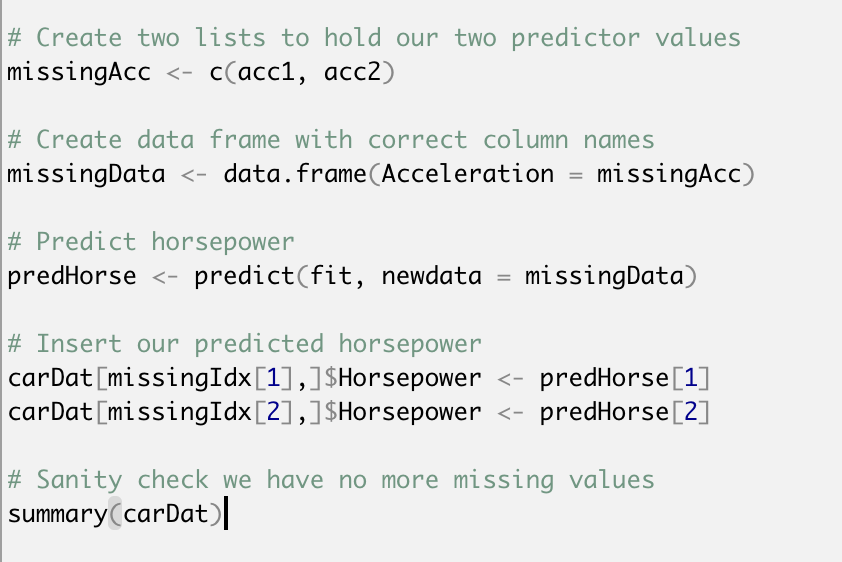 # Create two lists to hold our two predictor values
missingAcc <- c(acc1, acc2)
# Create data frame with correct column names
missingData <- data.frame(Acceleration = missingAcc)
# Predict horsepower
predHorse <- predict(fit, newdata = missingData)
# Insert our predicted horsepower
carDat[missingIdx[1],]$Horsepower <- predHorse[1]
carDat[missingIdx[2],]$Horsepower <- predHorse[2]
# Sanity check we have no more missing values
summary(carDat)